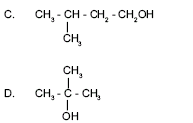 C. CH₃ - CH - CH₂ - CH₂OH
CH₃
CH₃
D. CH₃ - C - CH₃
OH